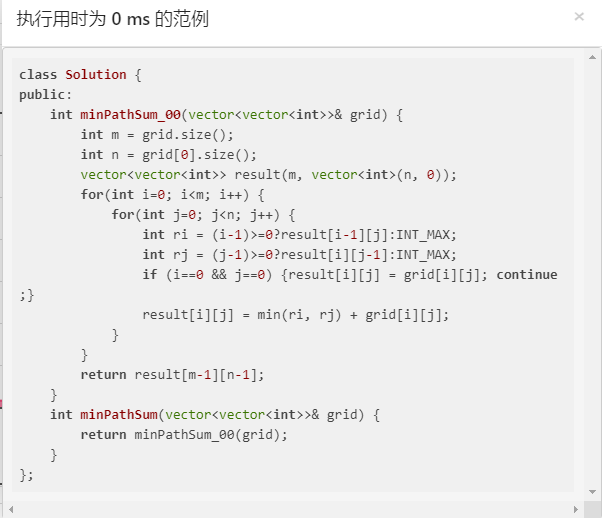 执行用时为 0 ms 的范例
×
class Solution {
public:
    int minPathSum_00(vector<vector<int>>& grid) {
        int m = grid.size();
        int n = grid[0].size();
        vector<vector<int>> result(m, vector<int>(n, 0));
        for(int i=0; i<m; i++) {
            for(int j=0; j<n; j++) {
                int ri = (i-1)>=0?result[i-1][j]:INT_MAX;
                int rj = (j-1)>=0?result[i][j-1]:INT_MAX;
                if (i==0 && j==0) {result[i][j] = grid[i][j]; continue
;}
                result[i][j] = min(ri, rj) + grid[i][j];
            }
        }
        return result[m-1][n-1];
    }
    int minPathSum(vector<vector<int>>& grid) {
        return minPathSum_00(grid);
    }
};